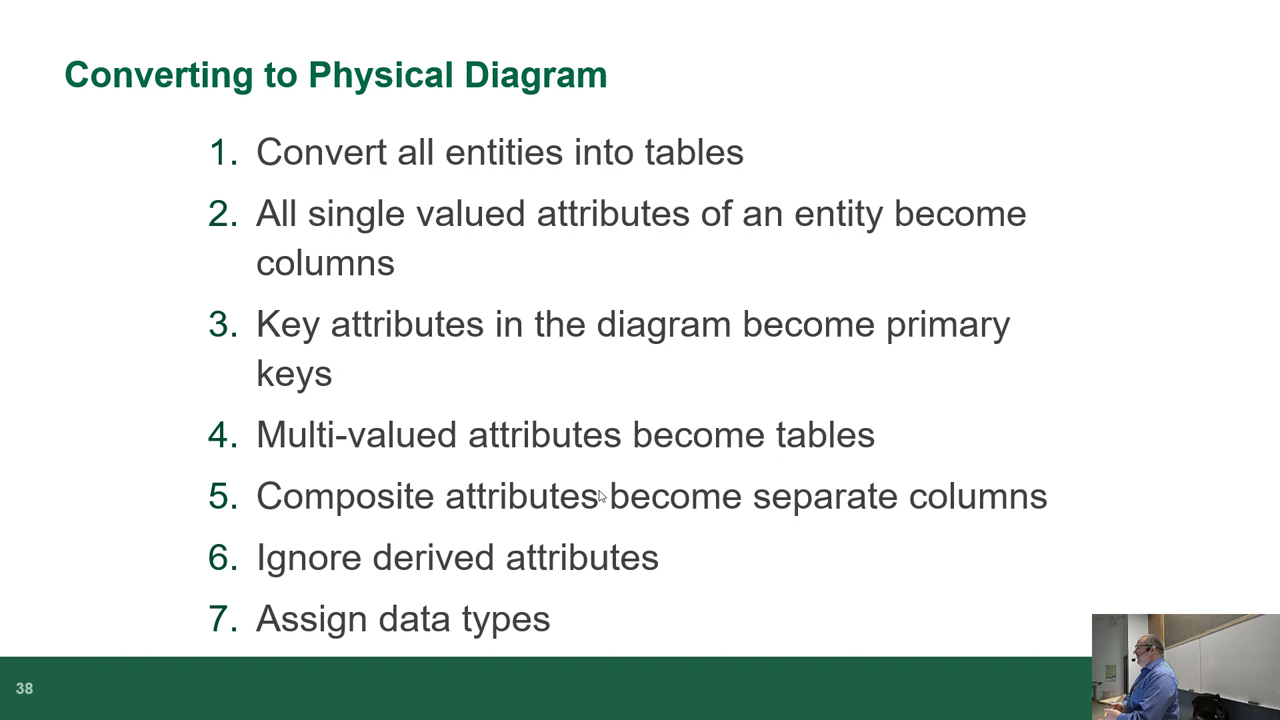 Converting to Physical Diagram
1. Convert all entities into tables
2. All single valued attributes of an entity become
columns
3. Key attributes in the diagram become primary
keys
4. Multi-valued attributes become tables
5. Composite attributes become separate columns
6. Ignore derived attributes
7. Assign data types
38